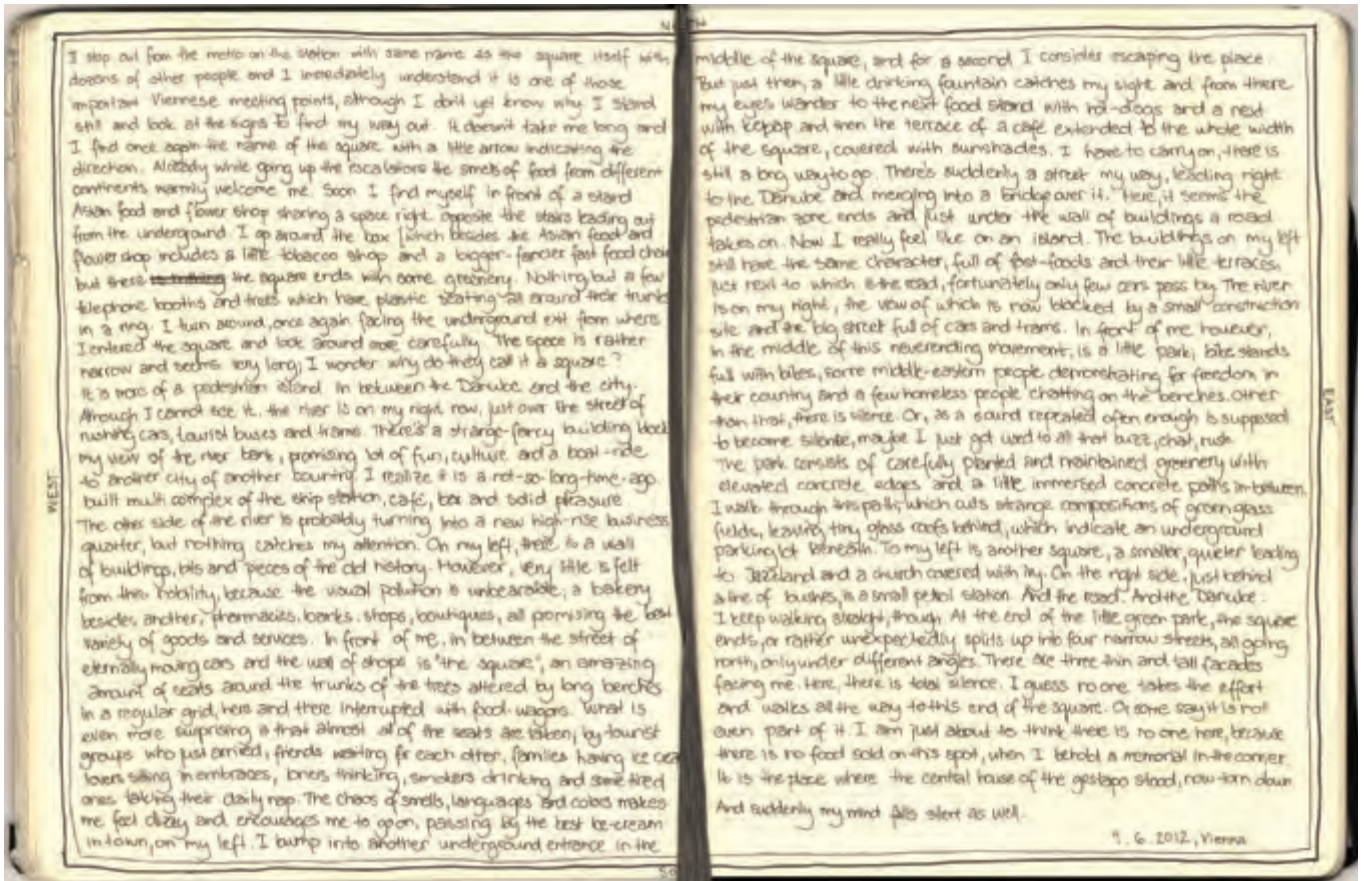 NORTH
I step out from the metro on the station with same name as the square itself with
dozens of other people and I immediately understand it is one of those
important Viennese meeting points, although I don't yet know why I stand
still and look at the signs to find my way out. It doesn't take me long and
I find once again the name of the square with a little arrow indicating the
direction. Already while going up the escalators the smells of food from different
continents warmly welcome me. Soon I find myself in front of a stand
Asian food and flower shop sharing a space right opposite the stairs leading out
from the underground. I go around the box (which besides the Asian food and
flower shop includes a little tobacco shop and a bigger-fancier fast food chain
but there the square ends with some greenery. Nothing but a few
telephone booths and trees which have plastic seating all around their trunks
in a ring. I turn around, once again facing the underground exit from where
I entered the square and look around more carefully. The space is rather
narrow and seems very long; I wonder why do they call it a square?
It is more of a pedestrian island. In between the Danube and the city.
Although I cannot see it, the river is on my right now, just over the street of
rushing cars, tourist buses and trams. There's a strange-fancy building block
my view of the river bank, promising lot of fun, culture and a boat-ride
to another city of another country. I realize it is a not-so-long-time-ago
built multi complex of the ship station, café, bar and solid pleasure
The other side of the river is probably turning into a new high-rise business
quarter, but nothing catches my attention. On my left, there is a wall
of buildings, bits and pieces of the old history. However, very little is felt
from this nobility, because the visual pollution is unbearable; a bakery
besides another, pharmacies, banks, shops, boutiques, all promising the best
variety of goods and services. In front of me, in between the street of
eternally moving cars and the wall of shops is "the square", an amazing
amount of seats around the trunks of the trees altered by long benches
in a regular grid, here and there interrupted with food-wagons. What is
even more surprising is that almost all of the seats are taken; by tourist
groups who just arrived, friends waiting for each other, families having ice cream
lovers sitting in embraces, loners thinking, smokers drinking and some tired
ones taking their daily nap. The chaos of smells, languages and colors makes
me feel dizzy and encourages me to go on, passing by the best ice-cream
in town, on my left. I bump into another underground entrance in the
WEST
middle of the square, and for a second I consider escaping the place.
But just then, a little drinking fountain catches my sight and from there
my eyes wander to the next food stand with hot-dogs and a next
with kebap and then the terrace of a café extended to the whole width
of the square, covered with sunshades. I have to carry on, there is
still a long way to go. There's suddenly a street my way, leading right
to the Danube and merging into a bridge over it. Here, it seems the
pedestrian zone ends and just under the wall of buildings a road
takes on. Now I really feel like on an island. The buildings on my left
still have the same character, full of fast-foods and their little terraces,
just next to which is the road, fortunately only few cars pass by. The river
is on my right, the view of which is now blocked by a small constriction
site and the big street full of cars and trams. In front of me however,
in the middle of this neverending movement, is a little park; bike stands
full with bikes, some middle-eastern people demonstrating for freedom in
their country and a few homeless people chatting on the benches. Other
than that, there is silence. Or, as a sound repeated often enough is supposed
to become silente, maybe I just got used to all that buzz, chat, rush.
The park consists of carefully planted and maintained greenery with
elevated concrete edges and a little immersed concrete paths in-between.
I walk through this path, which cuts strange compositions of green grass
fields, leaving tiny glass roofs behind, which indicate an underground
parking lot beneath. To my left is another square, a smaller, quieter leading
to Jazzland and a church covered with ivy. On the right side, just behind
a line of bushes, is a small petrol station. And the road. And the Danube.
I keep walking straight, though. At the end of the little green park, the square
ends, or rather unexpectedly splits up into four narrow streets, all going
north, only under different angles. There are three thin and tall facades
facing me. Here, there is total silence. I guess no one takes the effort
and walks all the way to this end of the square. Or some say it is not
even part of it. I am just about to think there is no one here, because
there is no food sold on this spot, when I behold a memorial in the corner.
It is the place where the central house of the gestapo stood, now torn down.
And suddenly my mind falls silent as well.
9.6.2012, Vienna
EAST
SO